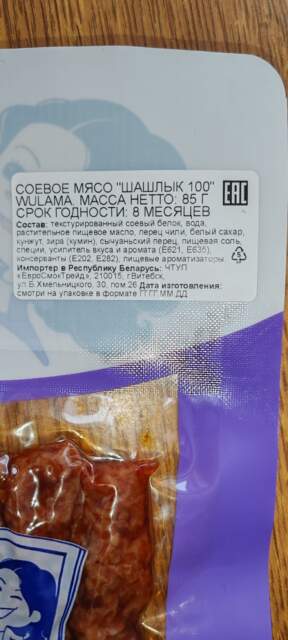 СОЕВОЕ МЯСО "ШАШЛЫК 100"
WULAMA, МАССА НЕТТО: 85 Г
СРОК ГОДНОСТИ: 8 МЕСЯЦЕВ
EAC
Состав: текстурированный соевый белок, вода,
растительное пищевое масло, перец чили, белый сахар,
кунжут, зира (кумин), сычуаньский перец, пищевая соль,
специи, усилитель вкуса и аромата (Е621, Е635),
консерванты (Е202, Е282), пищевые ароматизаторы
Импортер в Республику Беларусь: ЧТУП
«ЕвроСмокТрейд», 210015, г.Витебск,
ул.Б.Хмельницкого, 30, пом.26 Дата изготовления:
смотри на упаковке в формате ГГ.ГГ.ММ.ДД